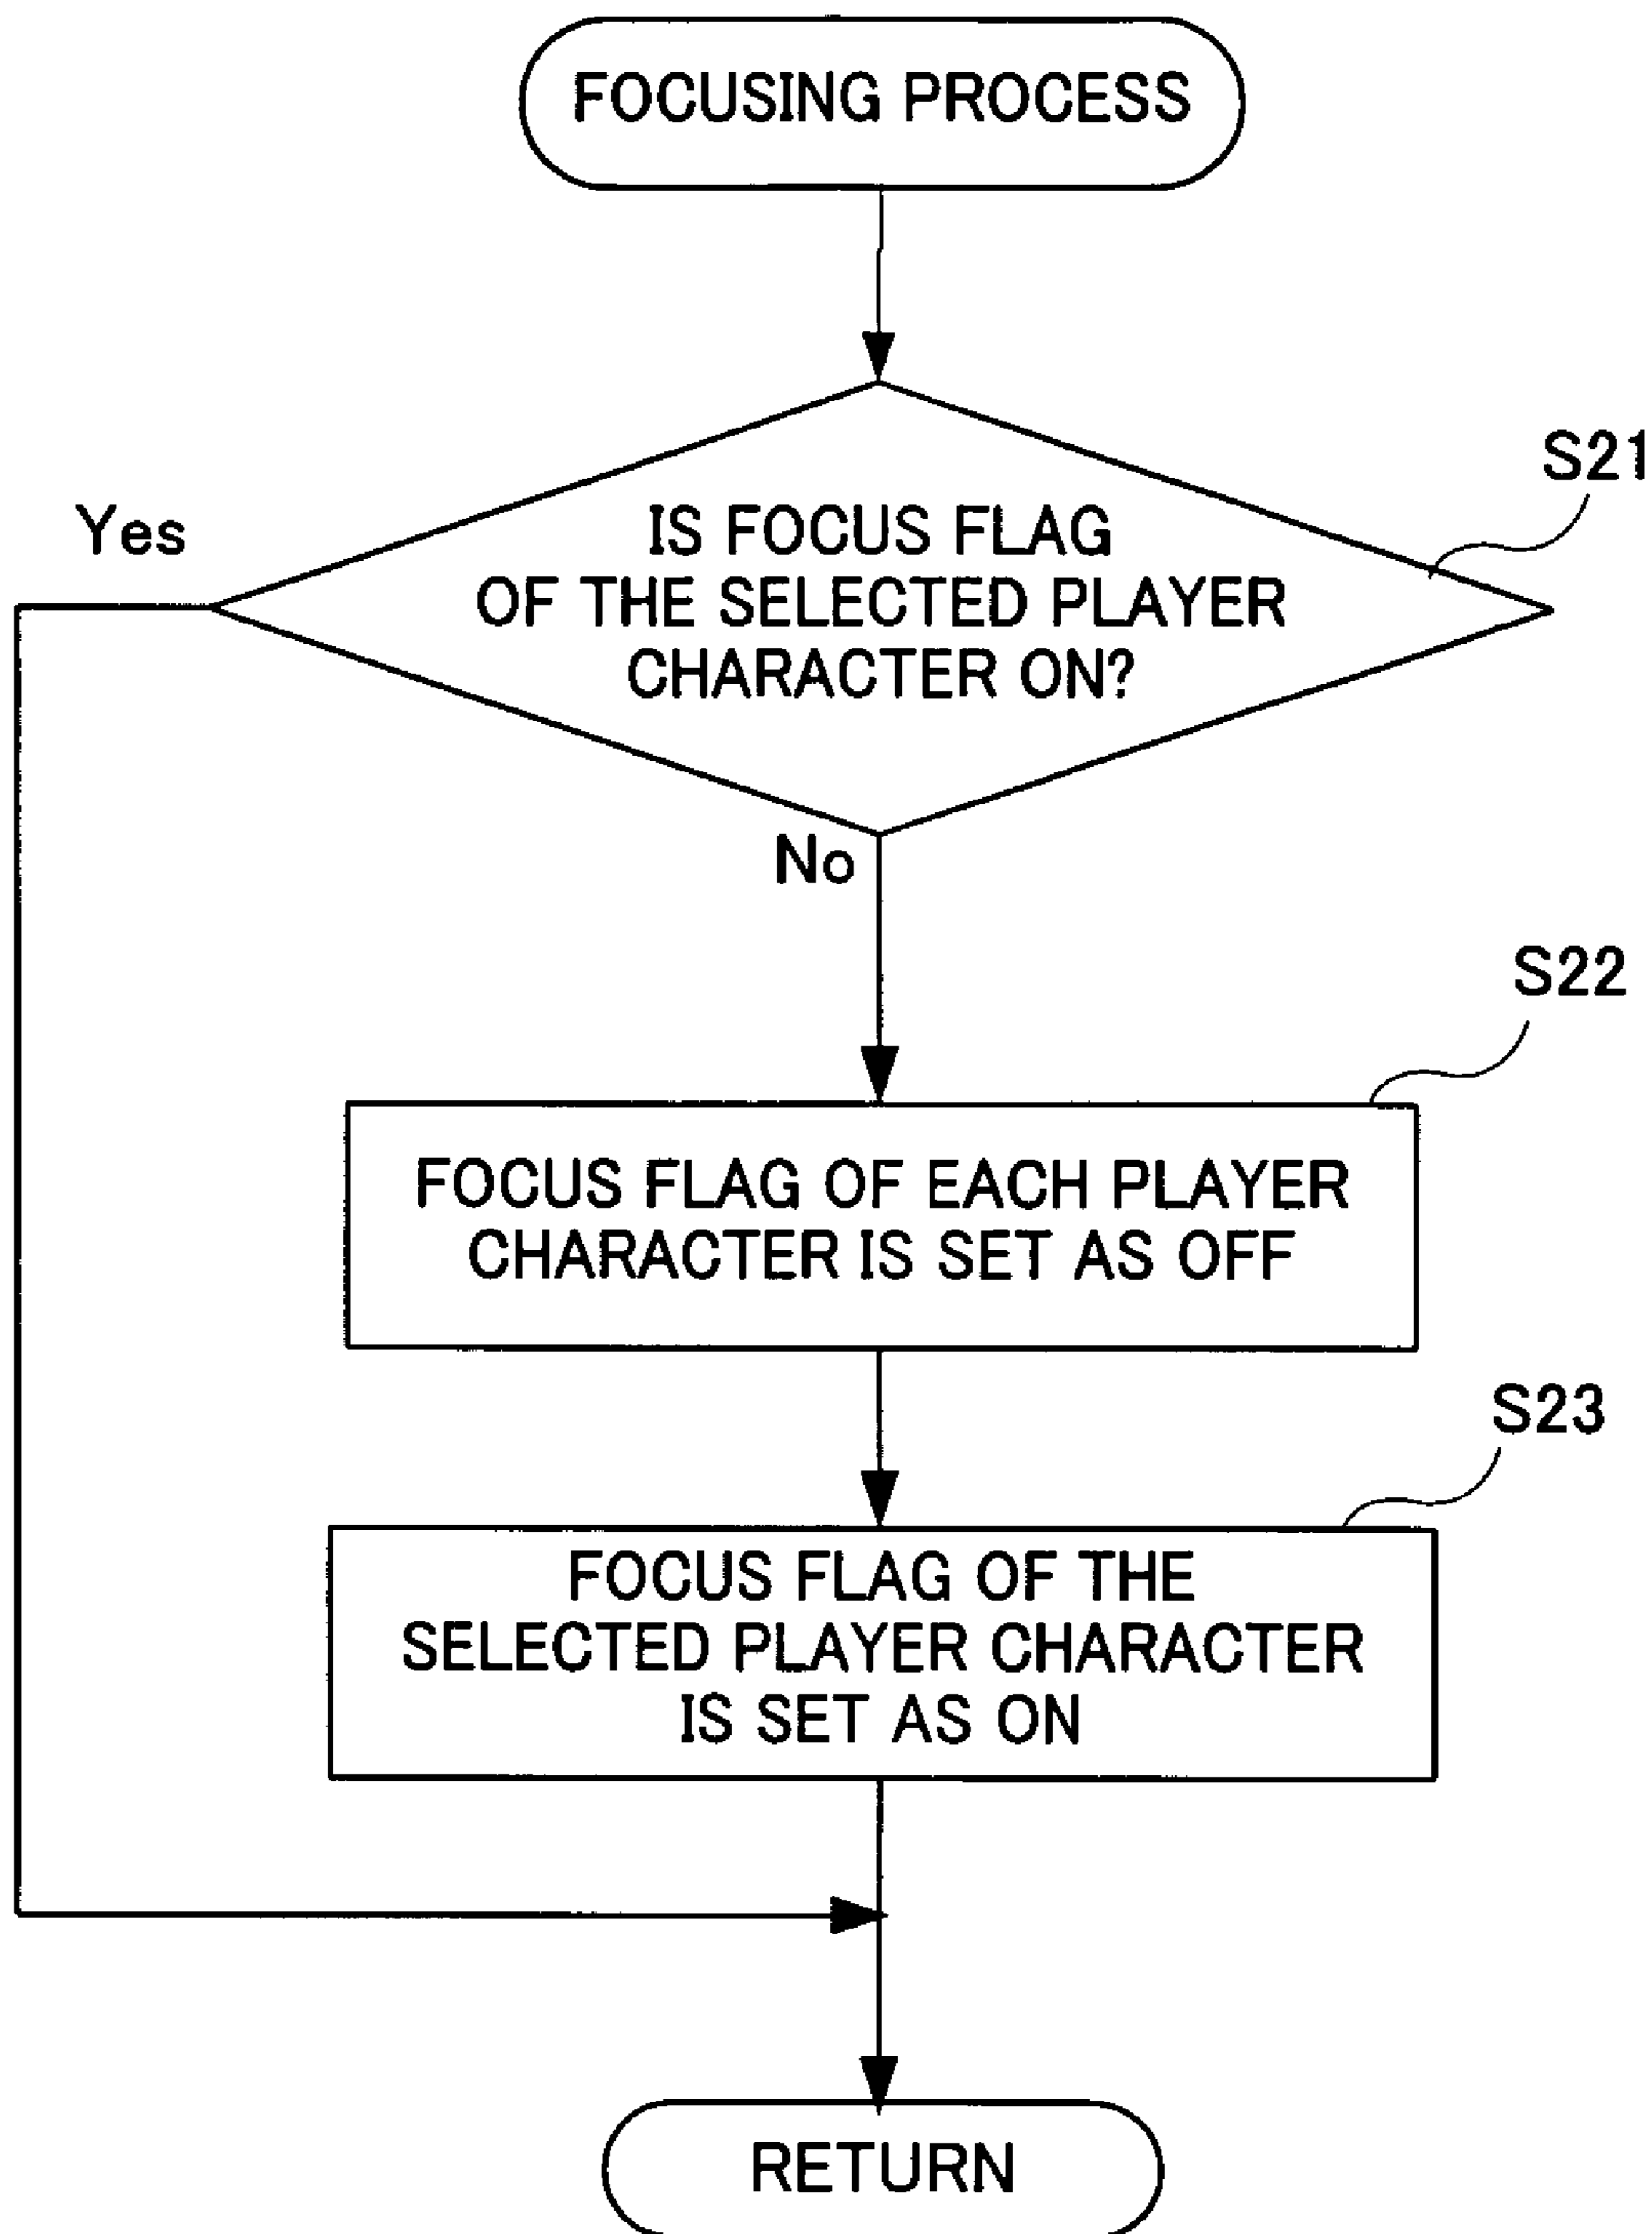 FOCUSING PROCESS
S21
Yes
IS FOCUS FLAG
OF THE SELECTED PLAYER
CHARACTER ON?
No
S22
FOCUS FLAG OF EACH PLAYER
CHARACTER IS SET AS OFF
S23
FOCUS FLAG OF THE
SELECTED PLAYER CHARACTER
IS SET AS ON
RETURN